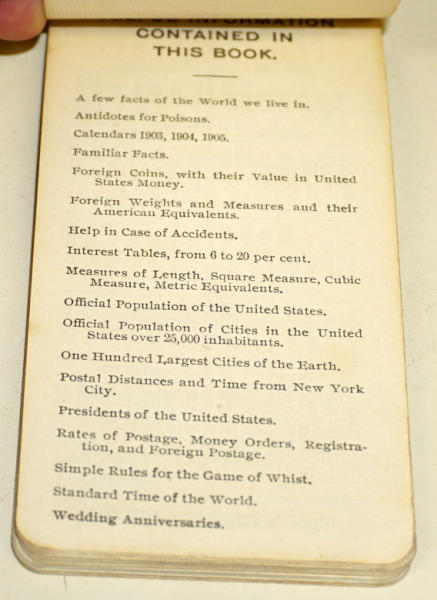 INFORMATION
CONTAINED IN
THIS BOOK.
A few facts of the World we live in.
Antidotes for Poisons.
Calendars 1903, 1904, 1905.
Familiar Facts.
Foreign Coins, with their Value in United
States Money.
Foreign Weights and Measures and their
American Equivalents.
Help in Case of Accidents.
Interest Tables, from 6 to 20 per cent.
Measures of Length, Square Measure, Cubic
Measure, Metric Equivalents.
Official Population of the United States.
Official Population of Cities in the United
States over 25,000 inhabitants.
One Hundred Largest Cities of the Earth.
Postal Distances and Time from New York
City.
Presidents of the United States.
Rates of Postage, Money Orders, Registra-
tion, and Foreign Postage.
Simple Rules for the Game of Whist.
Standard Time of the World.
Wedding Anniversaries.